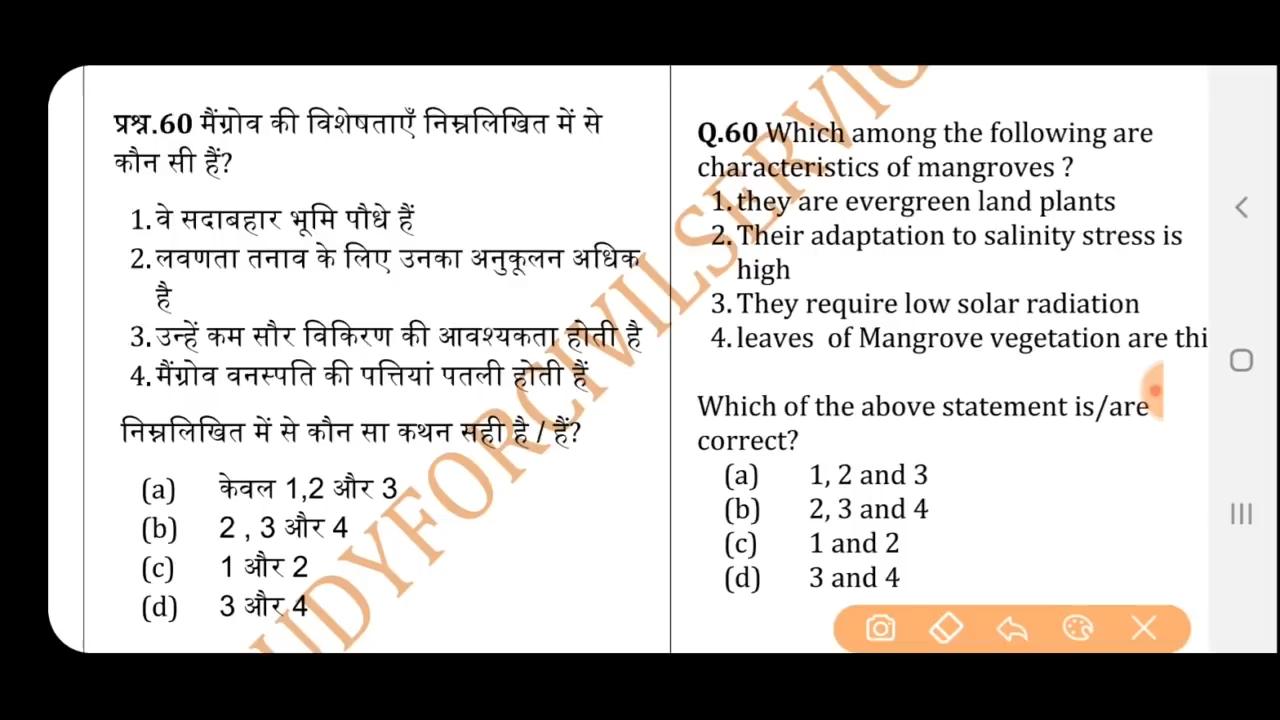 प्रश्न.60 मैंग्रोव की विशेषताएँ निम्नलिखित में से
कौन सी हैं?
1. वे सदाबहार भूमि पौधे हैं
2. लवणता तनाव के लिए उनका अनुकूलन अधिक
है
3. उन्हें कम सौर विकिरण की आवश्यकता होती है
4. मैंग्रोव वनस्पति की पत्तियां पतली होती हैं
निम्नलिखित में से कौन सा कथन सही है / हैं?
(a) केवल 1,2 और 3
(b) 2 , 3 और 4
(c) 1 और 2
(d) 3 और 4
Q.60 Which among the following are
characteristics of mangroves ?
1. they are evergreen land plants
2. Their adaptation to salinity stress is
high
3. They require low solar radiation
4. leaves of Mangrove vegetation are thi
Which of the above statement is/are
correct?
(a) 1, 2 and 3
(b) 2, 3 and 4
(c) 1 and 2
(d) 3 and 4
UDYFORCIVILSERVIC